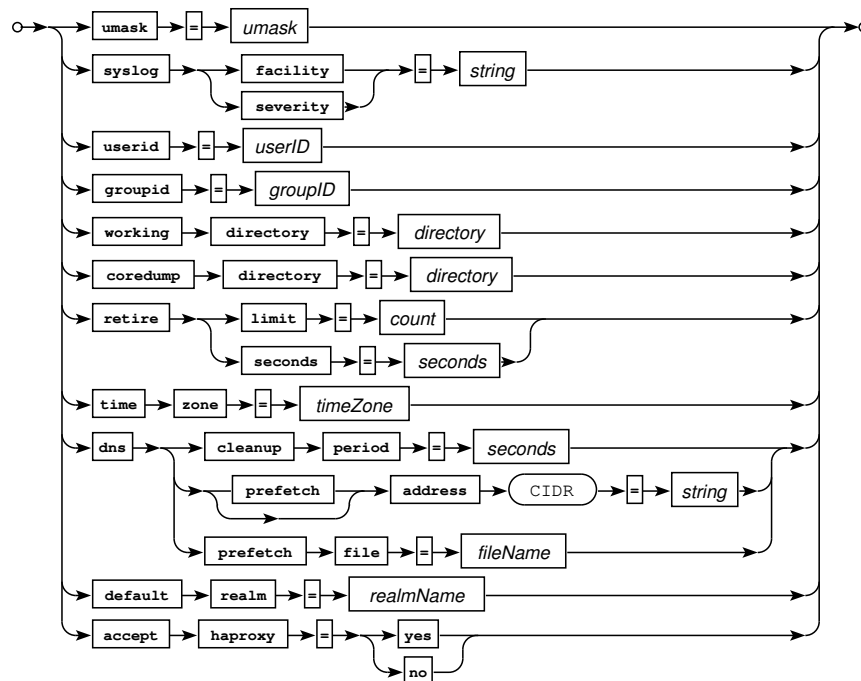 umask = umask
syslog facility = string
severity
userid = userID
groupid = groupID
working directory = directory
coredump directory = directory
retire limit = count
seconds = seconds
time zone = timeZone
dns cleanup period = seconds
prefetch address CIDR = string
prefetch file = fileName
default realm = realmName
accept haproxy = yes
no